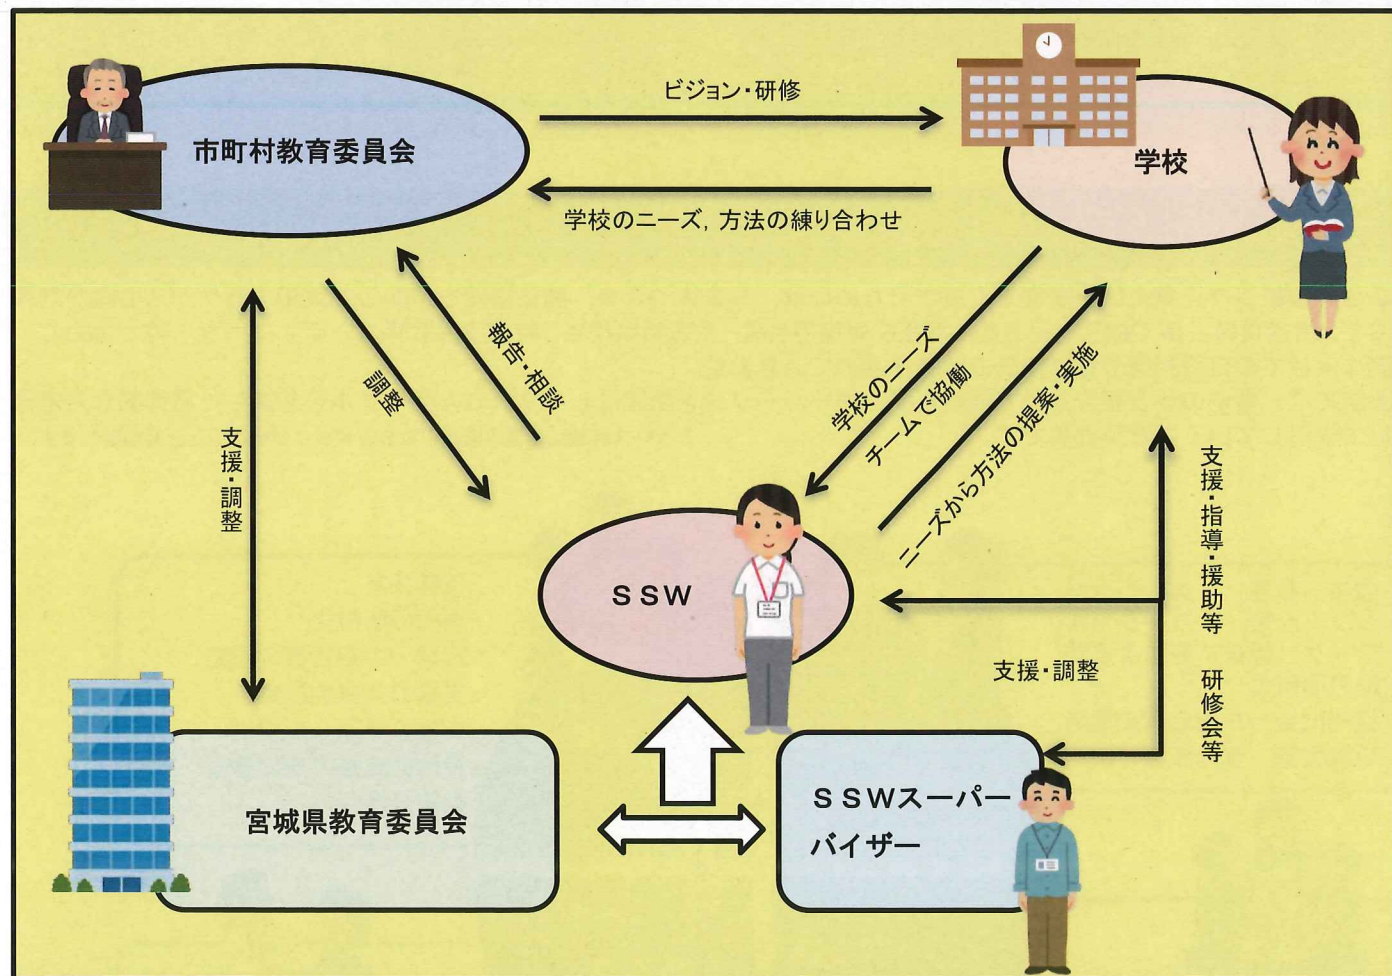 ビジョン・研修
市町村教育委員会
学校
学校のニーズ, 方法の練り合わせ
報告・相談
調整
学校のニーズ
チームで協働
ニーズから方法の提案・実施
支援・調整
支援・指導・援助等　研修会等
ＳＳＷ
支援・調整
宮城県教育委員会
ＳＳＷスーパー
バイザー